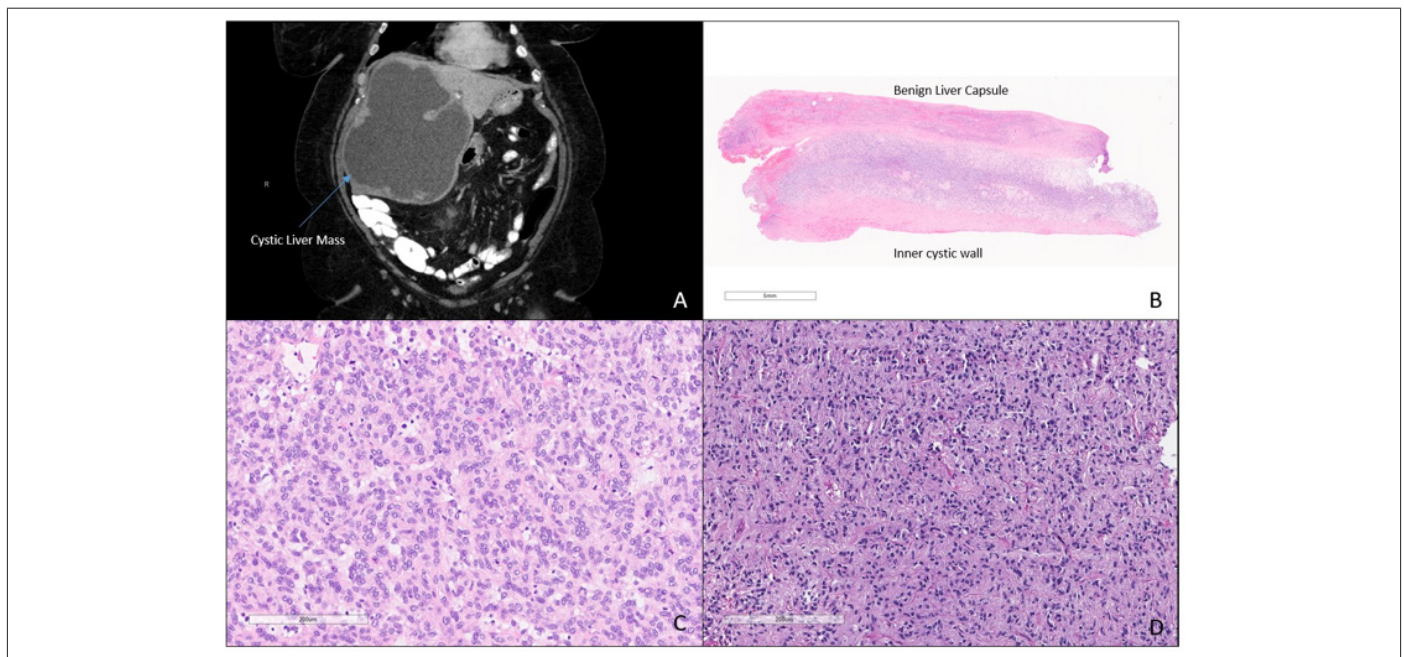 R
Cystic Liver Mass
A
Benign Liver Capsule
Inner cystic wall
5mm
B
200um
C
200um
D